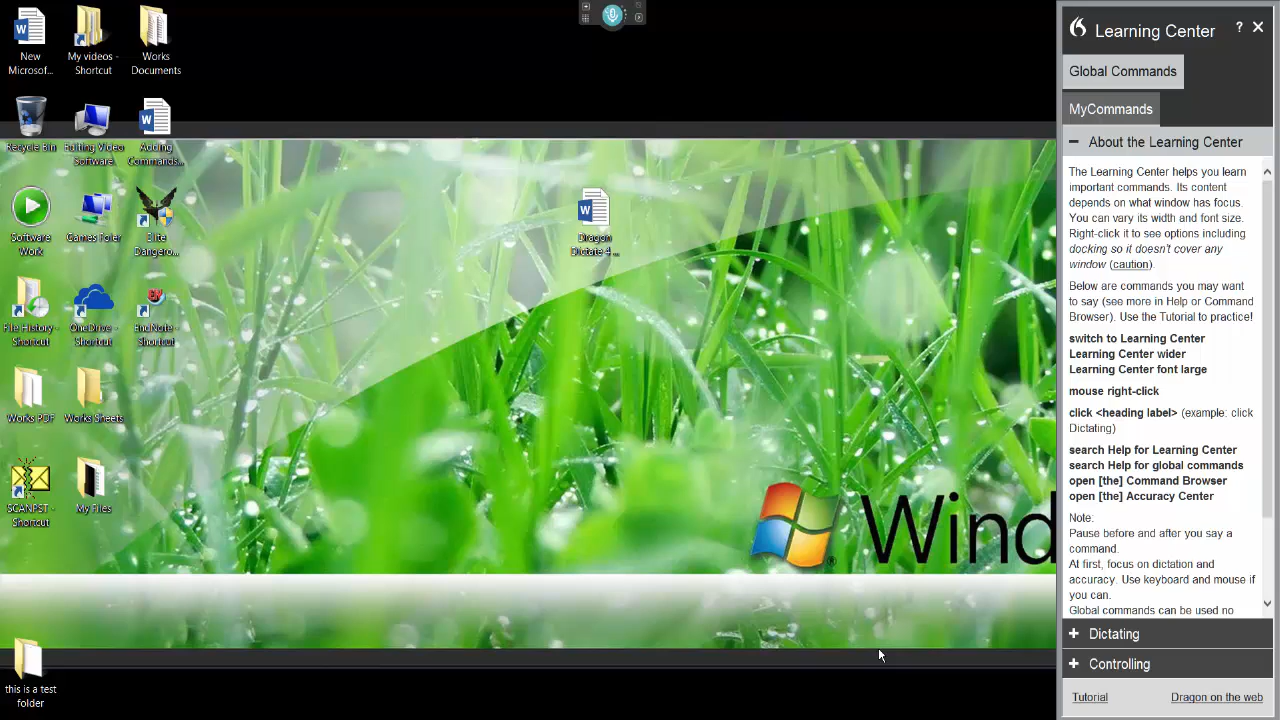 New
Microsof...
My videos -
Shortcut
Works
Documents
Recycle Bin
Editing Video
Software
Adding
Commands...
Software
Work
Games Foler
Elite
Dangero...
Dragon
Dictate 4 ...
File History -
Shortcut
OneDrive -
Shortcut
EndNote -
Shortcut
Works PDF
Works Sheets
SCANPST -
Shortcut
My Files
this is a test
folder
Wind
Learning Center
?
Global Commands
MyCommands
About the Learning Center
The Learning Center helps you learn
important commands. Its content
depends on what window has focus.
You can vary its width and font size.
Right-click it to see options including
docking so it doesn't cover any
window (caution).
Below are commands you may want
to say (see more in Help or Command
Browser). Use the Tutorial to practice!
switch to Learning Center
Learning Center wider
Learning Center font large
mouse right-click
click <heading label> (example: click
Dictating)
search Help for Learning Center
search Help for global commands
open [the] Command Browser
open [the] Accuracy Center
Note:
Pause before and after you say a
command.
At first, focus on dictation and
accuracy. Use keyboard and mouse if
you can.
Global commands can be used no
Dictating
Controlling
Tutorial
Dragon on the web